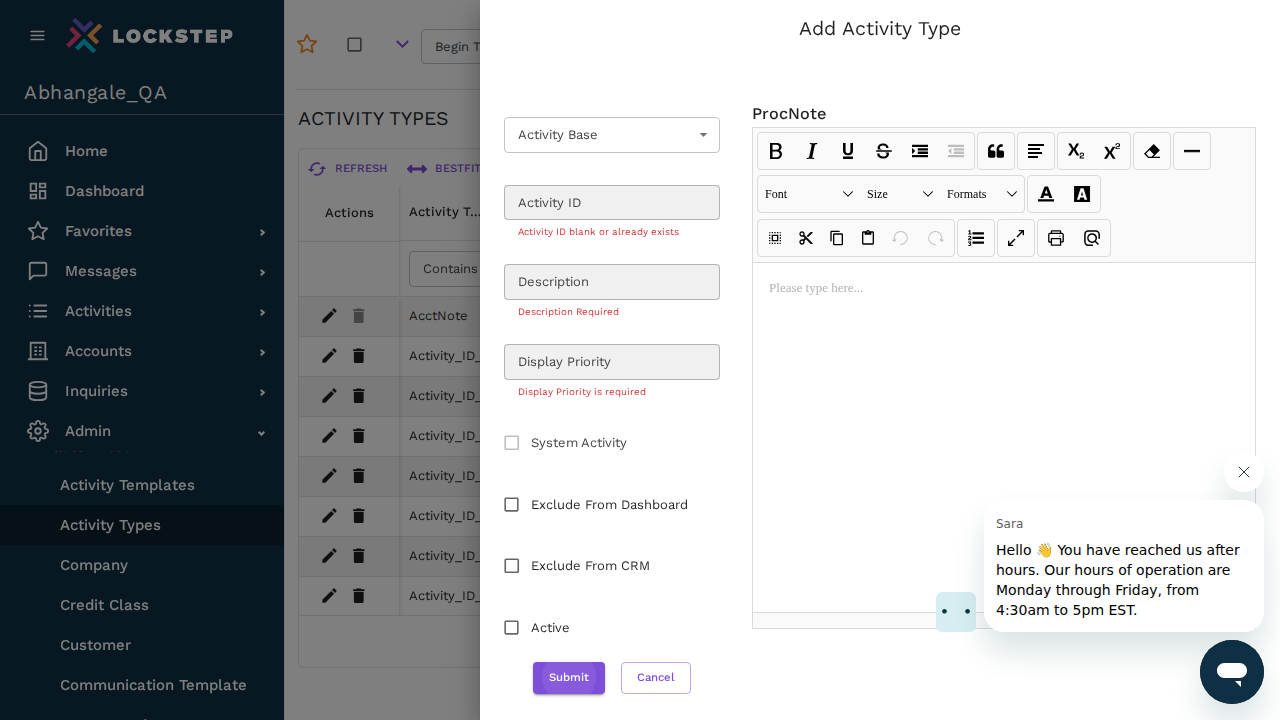 LOCKSTEP
Abhangale_QA
Home
Dashboard
Favorites
Messages
Activities
Accounts
Inquiries
Admin
Activity Templates
Activity Types
Company
Credit Class
Customer
Communication Template
Begin T
ACTIVITY TYPES
REFRESH
BESTFIT
Actions
Activity T...
Contains
AcctNote
Activity_ID_
Activity_ID_
Activity_ID_
Activity_ID_
Activity_ID_
Activity_ID_
Activity_ID_
Add Activity Type
Activity Base
Activity ID
Activity ID blank or already exists
Description
Description Required
Display Priority
Display Priority is required
System Activity
Exclude From Dashboard
Exclude From CRM
Active
Submit
Cancel
ProcNote
Font
Size
Formats
Please type here...
Sara
Hello 👋 You have reached us after
hours. Our hours of operation are
Monday through Friday, from
4:30am to 5pm EST.